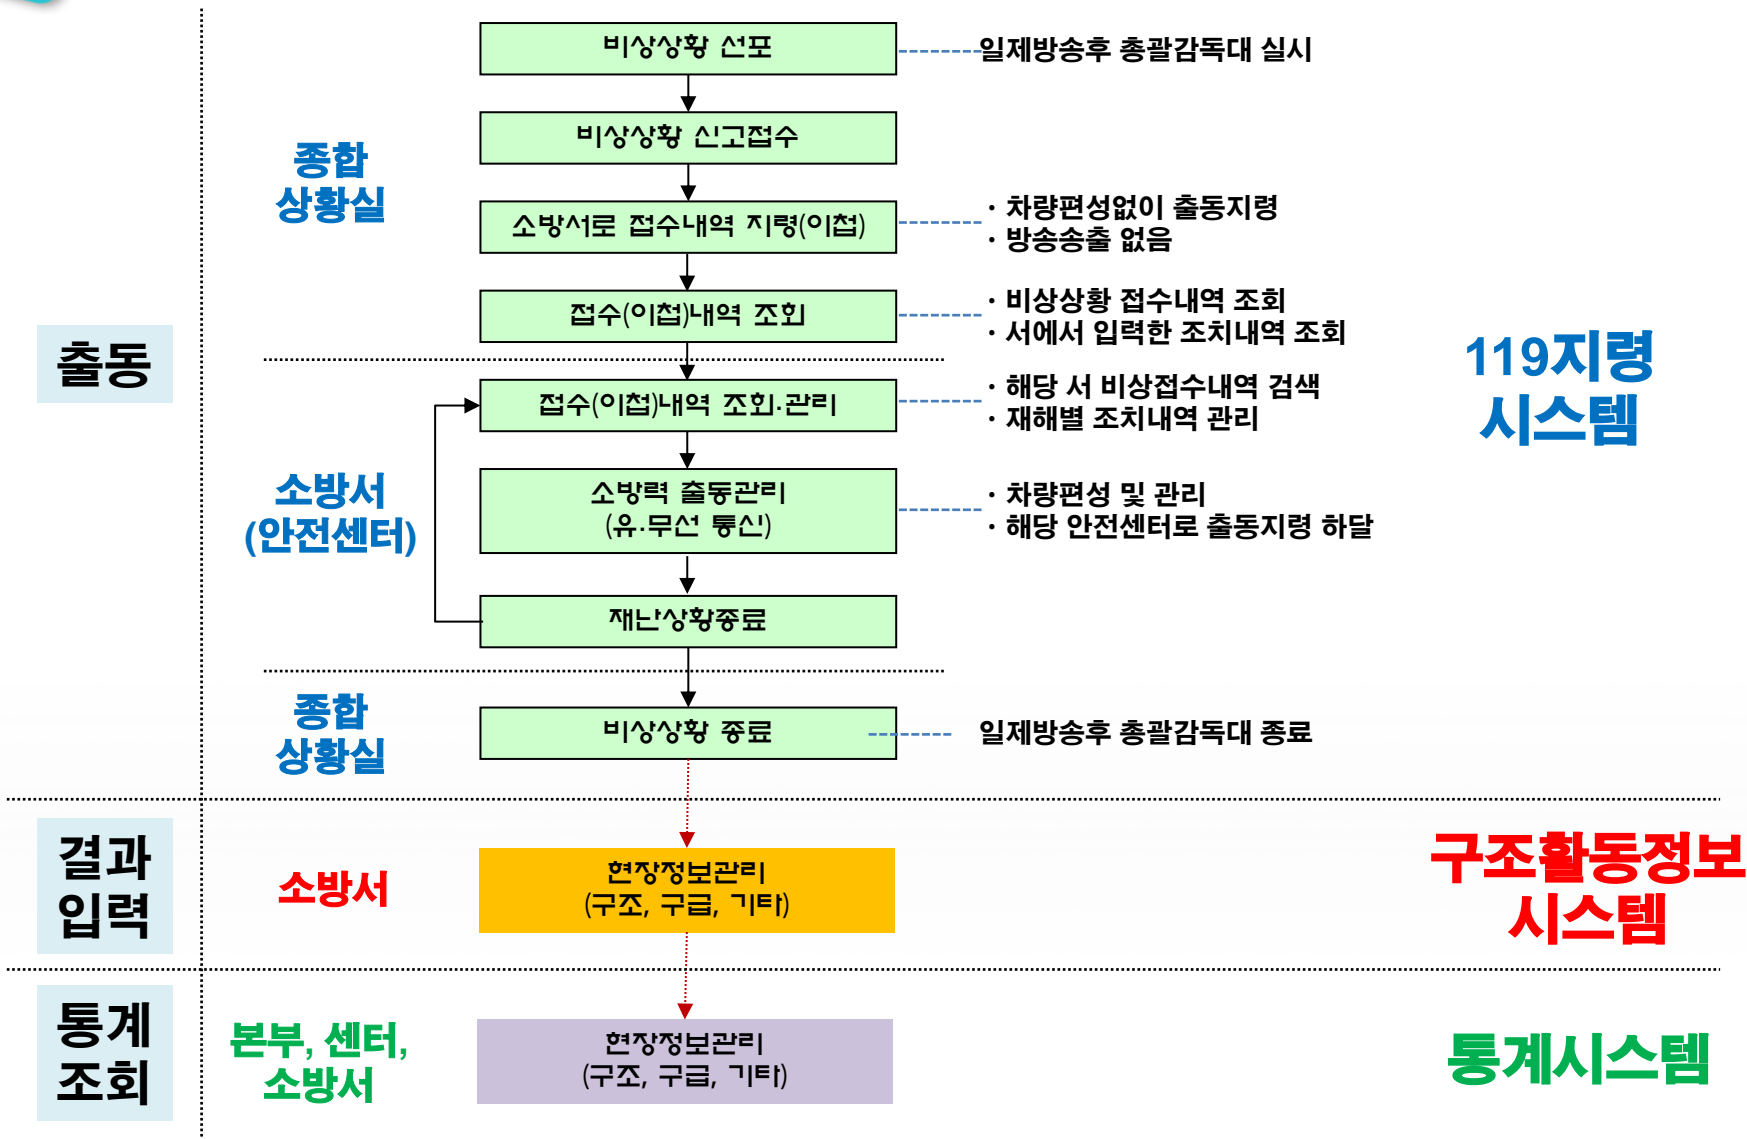 비상상황 선포
일제방송후 총괄감독대 실시
비상상황 신고접수
종합
상황실
소방서로 접수내역 지령(이첩)
· 차량편성없이 출동지령
· 방송송출 없음
접수(이첩)내역 조회
· 비상상황 접수내역 조회
· 서에서 입력한 조치내역 조회
출동
119지령
시스템
접수(이첩)내역 조회.관리
· 해당 서 비상접수내역 검색
· 재해별 조치내역 관리
소방서
(안전센터)
소방력 출동관리
(유.무선 통신)
· 차량편성 및 관리
· 해당 안전센터로 출동지령 하달
재난상황종료
종합
상황실
비상상황 종료
일제방송후 총괄감독대 종료
결과
입력
소방서
현장정보관리
(구조, 구급, 기타)
구조활동정보
시스템
통계
조회
본부, 센터,
소방서
현장정보관리
(구조, 구급, 기타)
통계시스템